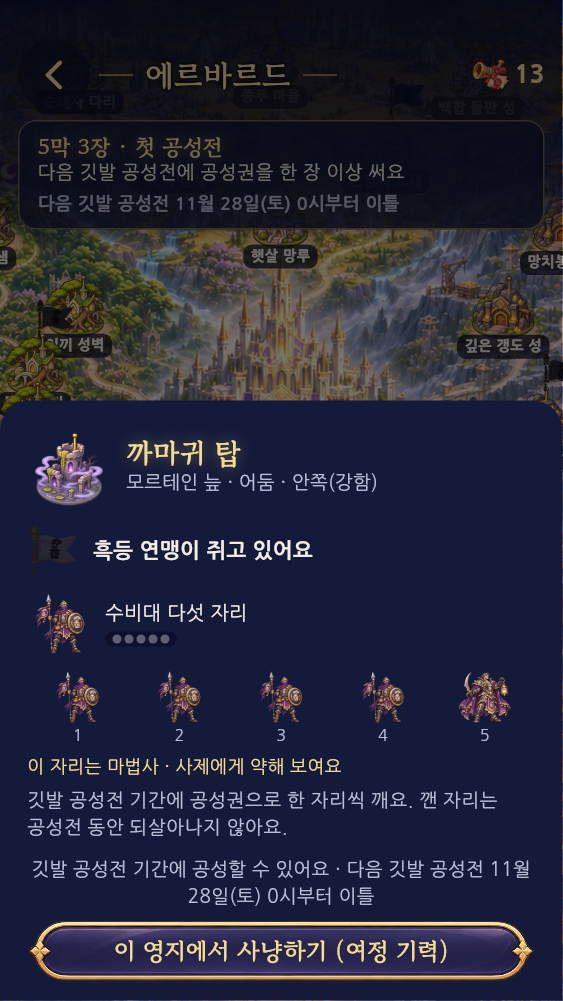 에르바르드
13
5막 3장 · 첫 공성전
다음 깃발 공성전에 공성권을 한 장 이상 써요
다음 깃발 공성전 11월 28일(토) 0시부터 이틀
햇살 망루
성벽
깊은 갱도 성
까마귀 탑
모르테인 늪 · 어둠 · 안쪽(강함)
흑등 연맹이 쥐고 있어요
수비대 다섯 자리
1 2 3 4 5
이 자리는 마법사 · 사제에게 약해 보여요
깃발 공성전 기간에 공성권으로 한 자리씩 깨요. 깬 자리는
공성전 동안 되살아나지 않아요.
깃발 공성전 기간에 공성할 수 있어요 · 다음 깃발 공성전 11월
28일(토) 0시부터 이틀
이 영지에서 사냥하기 (여정 기력)